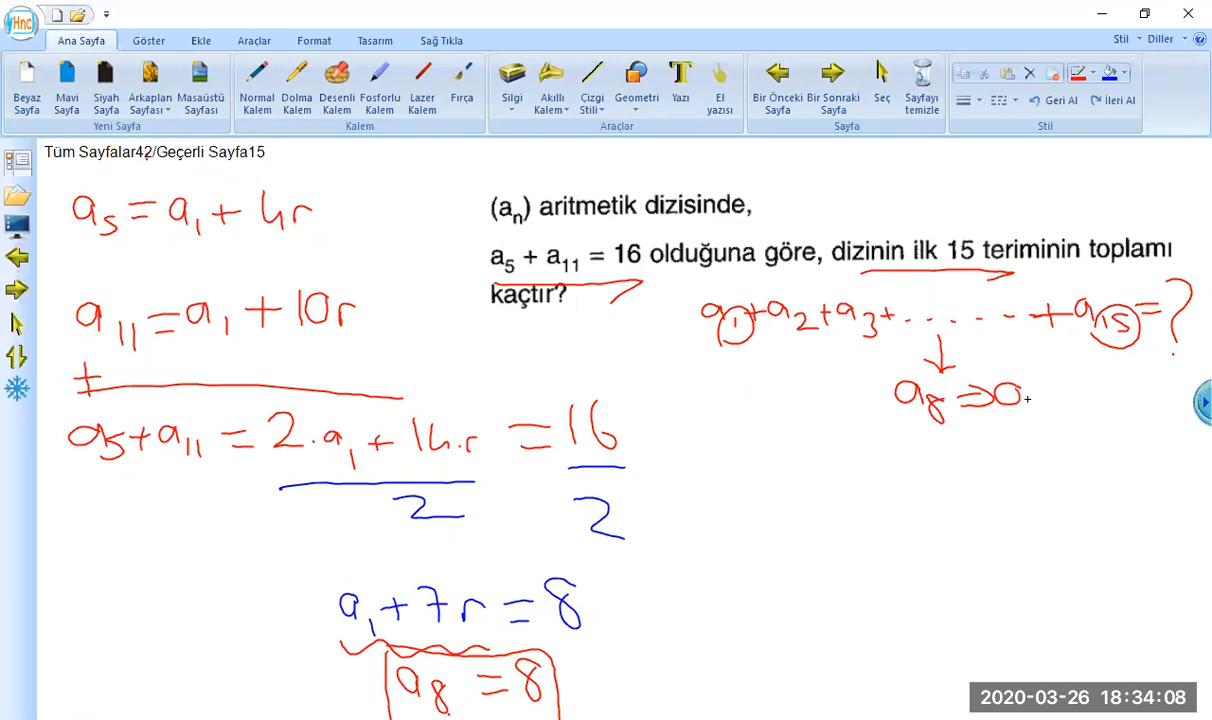 Hnc
Ana Sayfa Göster Ekle Araçlar Format Tasarım Sağ Tıkla Stil Diller
Beyaz Sayfa Mavi Sayfa Siyah Sayfa Arkaplan Sayfası Masaüstü Sayfası
Normal Kalem Dolma Kalem Desenli Kalem Fosforlu Kalem Lazer Kalem Fırça
Silgi Akıllı Kalem Çizgi Stili Geometri Yazı El yazısı
Bir Önceki Sayfa Bir Sonraki Sayfa Seç Sayfayı temizle
Geri Al İleri Al
Yeni Sayfa Kalem Araçlar Sayfa Stil
Tüm Sayfalar42/Geçerli Sayfa15
(aₙ) aritmetik dizisinde,
a₅ + a₁₁ = 16 olduğuna göre, dizinin ilk 15 teriminin toplamı
kaçtır?
a₅ = a₁ + 4r
a₁₁ = a₁ + 10r
+
a₅ + a₁₁ = 2.a₁ + 14.r = 16
2 2
a₁ + 7r = 8
a₈ = 8
a₁ + a₂ + a₃ + ....... + a₁₅ = ?
a₈ ⇒ a
2020-03-26 18:34:08